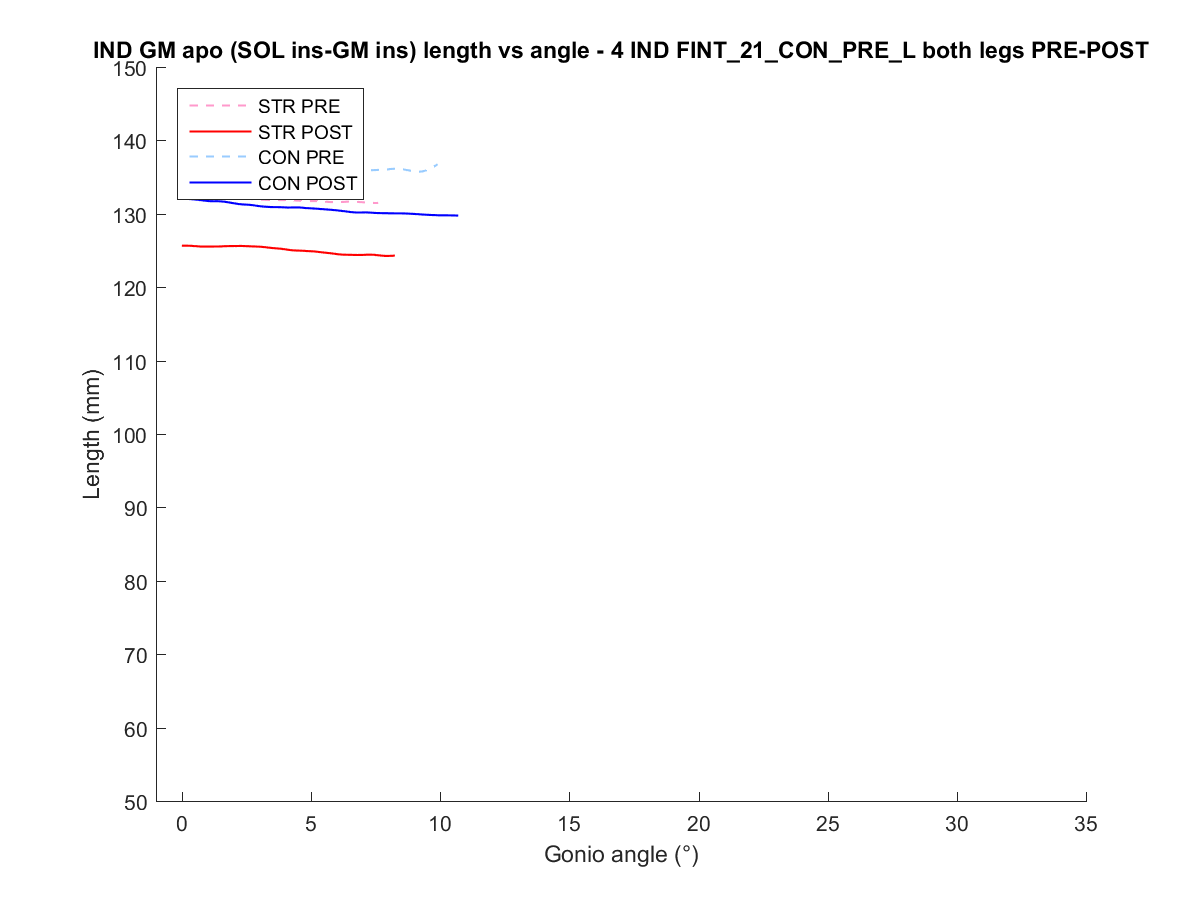 IND GM apo (SOL ins-GM ins) length vs angle - 4 IND FINT_21_CON_PRE_L both legs PRE-POST
150
140
130
120
110
100
90
80
70
60
50
STR PRE
STR POST
CON PRE
CON POST
Length (mm)
0 5 10 15 20 25 30 35
Gonio angle (°)